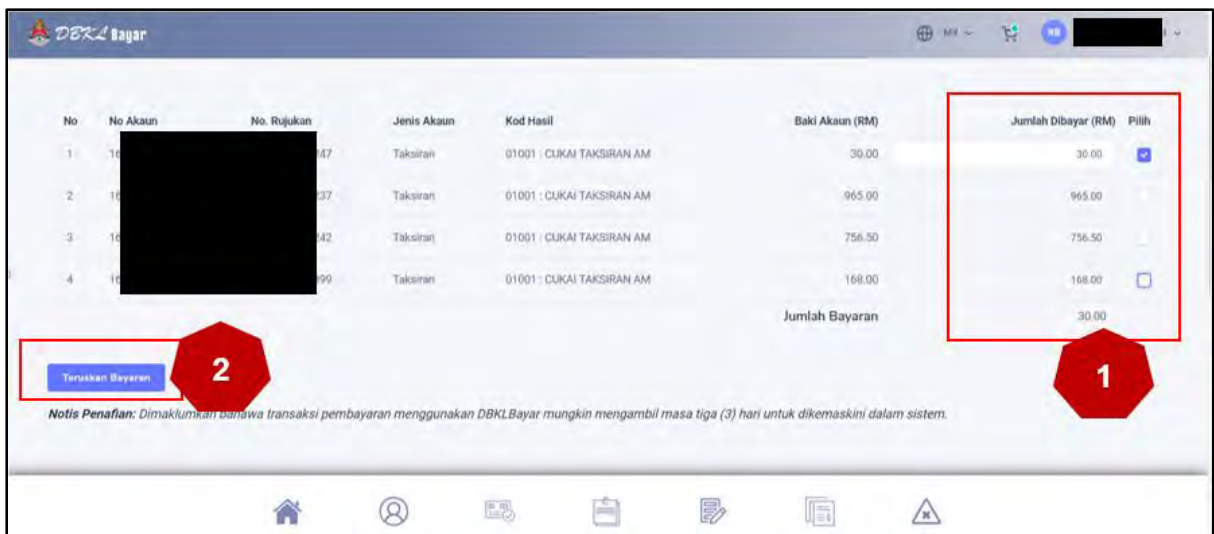 DBKL Bayar
No No Akaun No. Rujukan Jenis Akaun Kod Hasil Baki Akaun (RM) Jumlah Dibayar (RM) Pilih
1 16 47 Taksiran 01001 : CUKAI TAKSIRAN AM 30.00 30.00
2 16 37 Taksiran 01001 : CUKAI TAKSIRAN AM 965.00 965.00
3 16 42 Taksiran 01001 : CUKAI TAKSIRAN AM 756.50 756.50
4 16 99 Taksiran 01001 : CUKAI TAKSIRAN AM 168.00 168.00
Jumlah Bayaran 30.00
1
Teruskan Bayaran
2
Notis Penafian: Dimaklumkan bahawa transaksi pembayaran menggunakan DBKLBayar mungkin mengambil masa tiga (3) hari untuk dikemaskini dalam sistem.